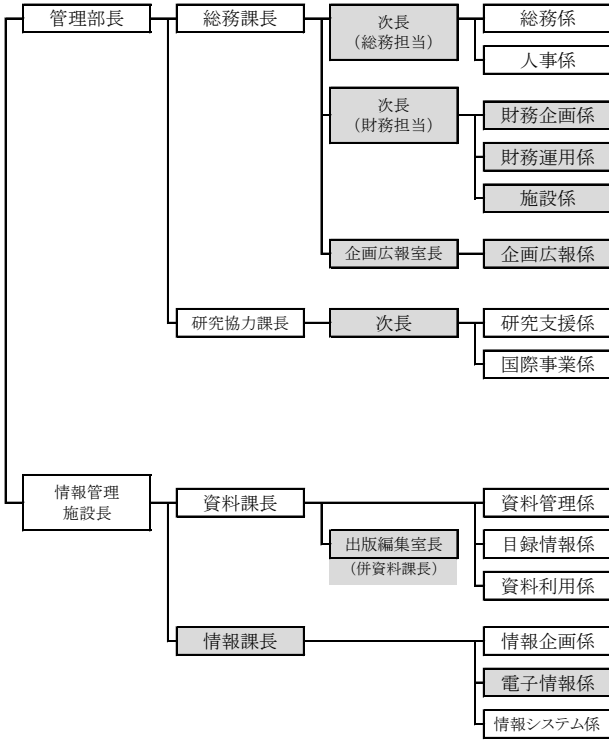 管理部長
総務課長
次長
(総務担当)
総務係
人事係
次長
(財務担当)
財務企画係
財務運用係
施設係
企画広報室長
企画広報係
研究協力課長
次長
研究支援係
国際事業係
情報管理
施設長
資料課長
資料管理係
出版編集室長
(併資料課長)
目録情報係
資料利用係
情報課長
情報企画係
電子情報係
情報システム係